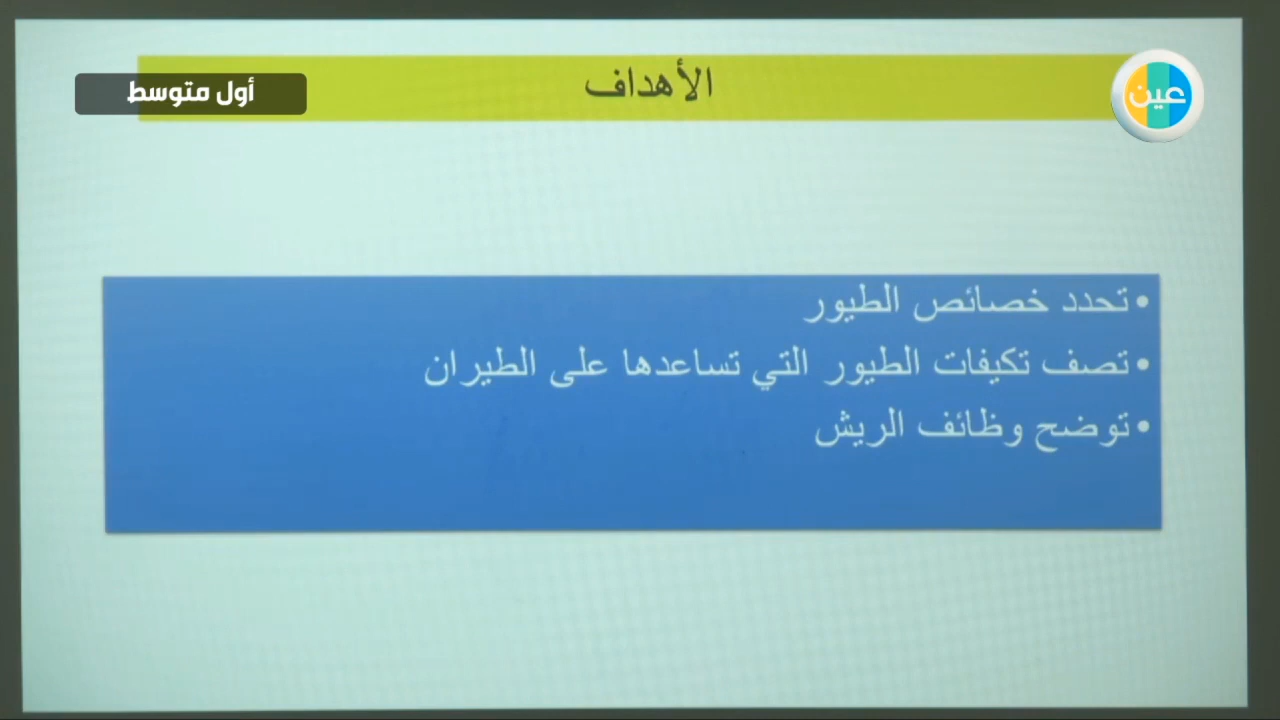 أول متوسط
الأهداف
عين
• تحدد خصائص الطيور
• تصف تكيفات الطيور التي تساعدها على الطيران
• توضح وظائف الريش